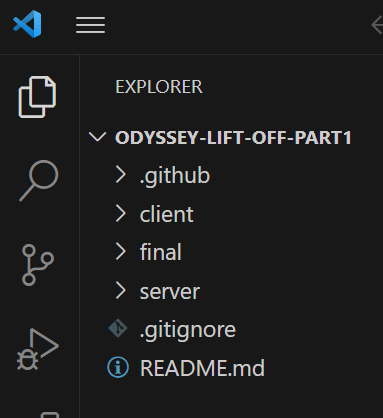 EXPLORER
ODYSSEY-LIFT-OFF-PART1
.github
client
final
server
.gitignore
README.md